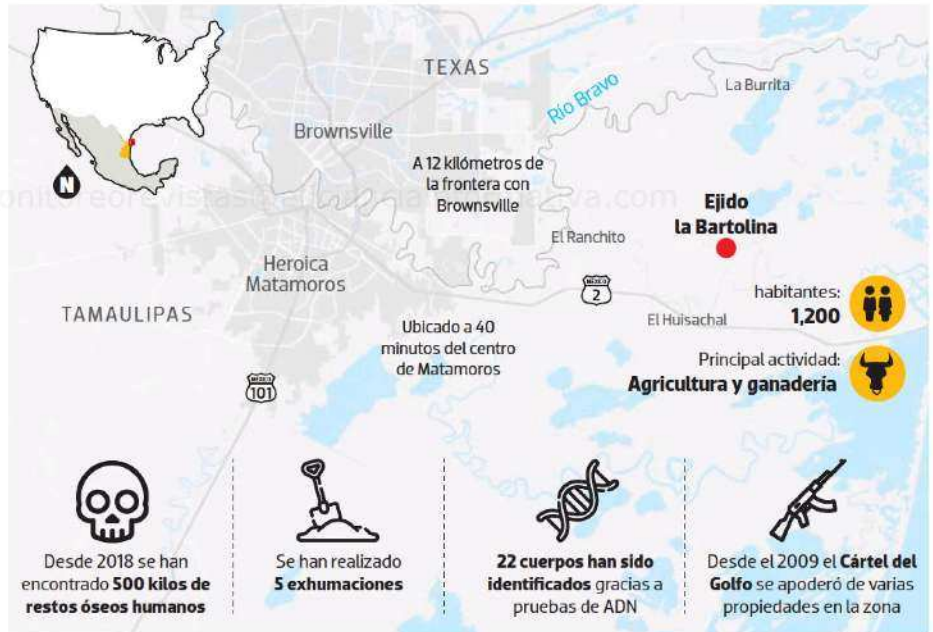 TEXAS
Río Bravo
La Burrita
Brownsville
A 12 kilómetros de
la frontera con
Brownsville
Ejido
la Bartolina
El Ranchito
Heroica
Matamoros
MÉXICO
2
habitantes:
1,200
TAMAULIPAS
Ubicado a 40
minutos del centro
de Matamoros
El Huisachal
Principal actividad:
Agricultura y ganadería
MÉXICO
101
N
Desde 2018 se han
encontrado 500 kilos de
restos óseos humanos
Se han realizado
5 exhumaciones
22 cuerpos han sido
identificados gracias a
pruebas de ADN
Desde el 2009 el Cártel del
Golfo se apoderó de varias
propiedades en la zona